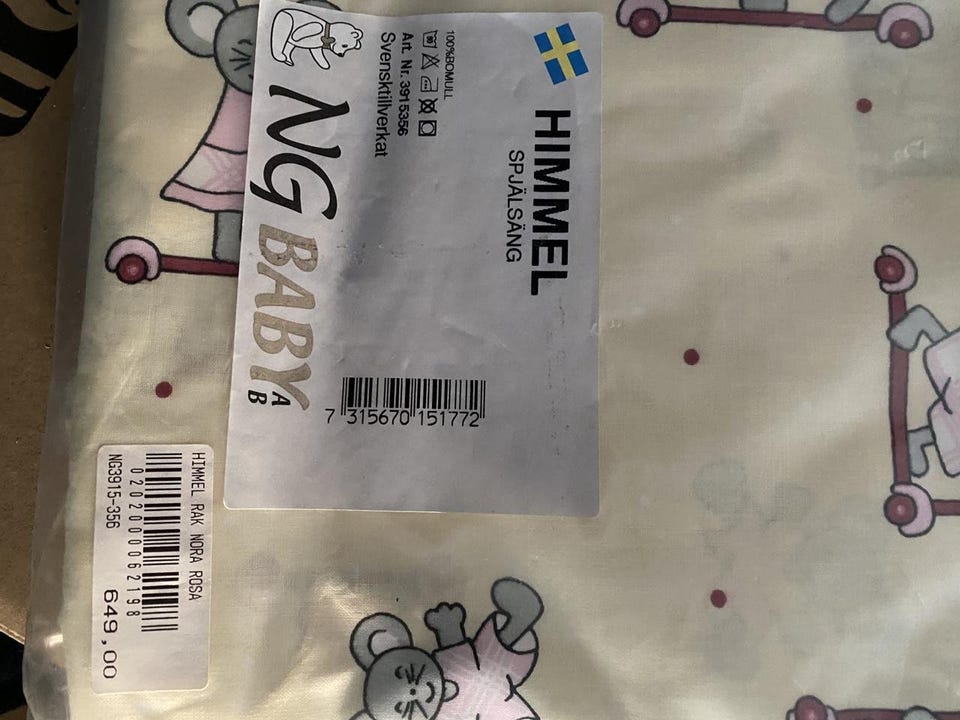 HIMMEL
SPJÄLSÄNG
100%BOMULL
Art. Nr. 3915356
Svensktillverkat
NG BABY AB
7 315670 151772
HIMMEL RAK NORA ROSA
0202000062198
NG3915-356
649,00